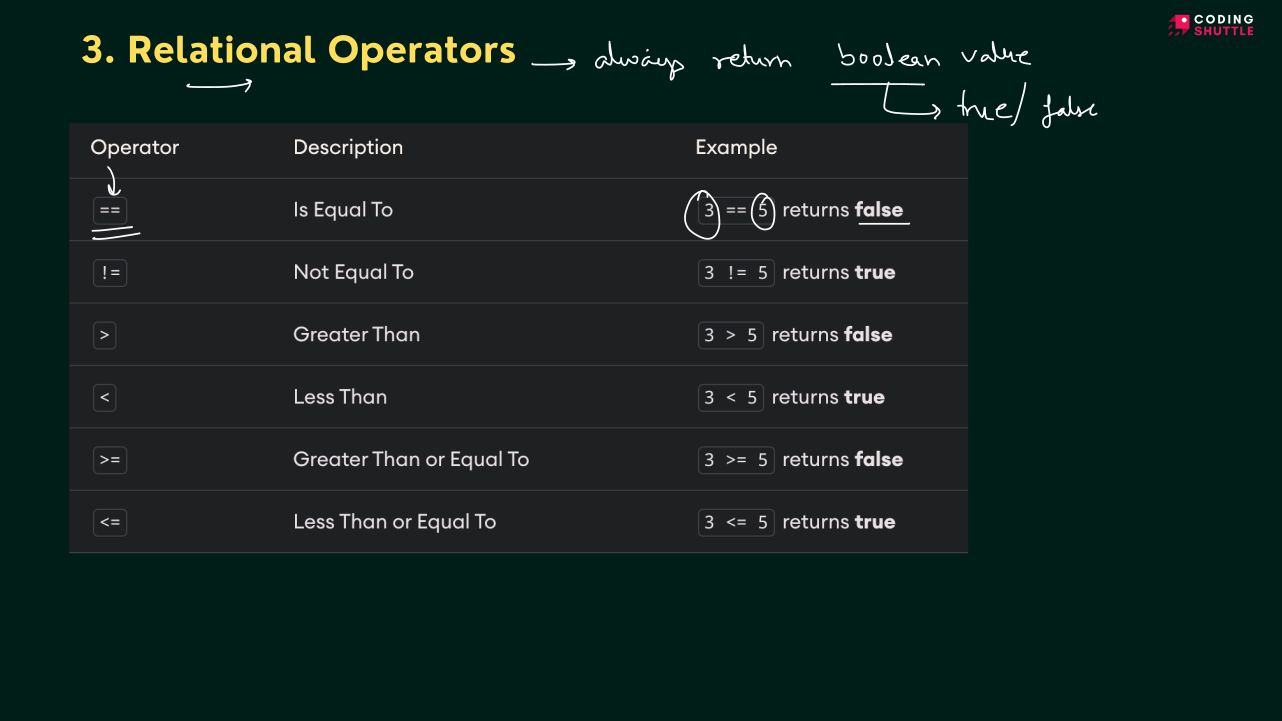 CODING
SHUTTLE
3. Relational Operators → always return boolean value
→ true/ false
Operator Description Example
== Is Equal To 3 == 5 returns false
!= Not Equal To 3 != 5 returns true
> Greater Than 3 > 5 returns false
< Less Than 3 < 5 returns true
>= Greater Than or Equal To 3 >= 5 returns false
<= Less Than or Equal To 3 <= 5 returns true